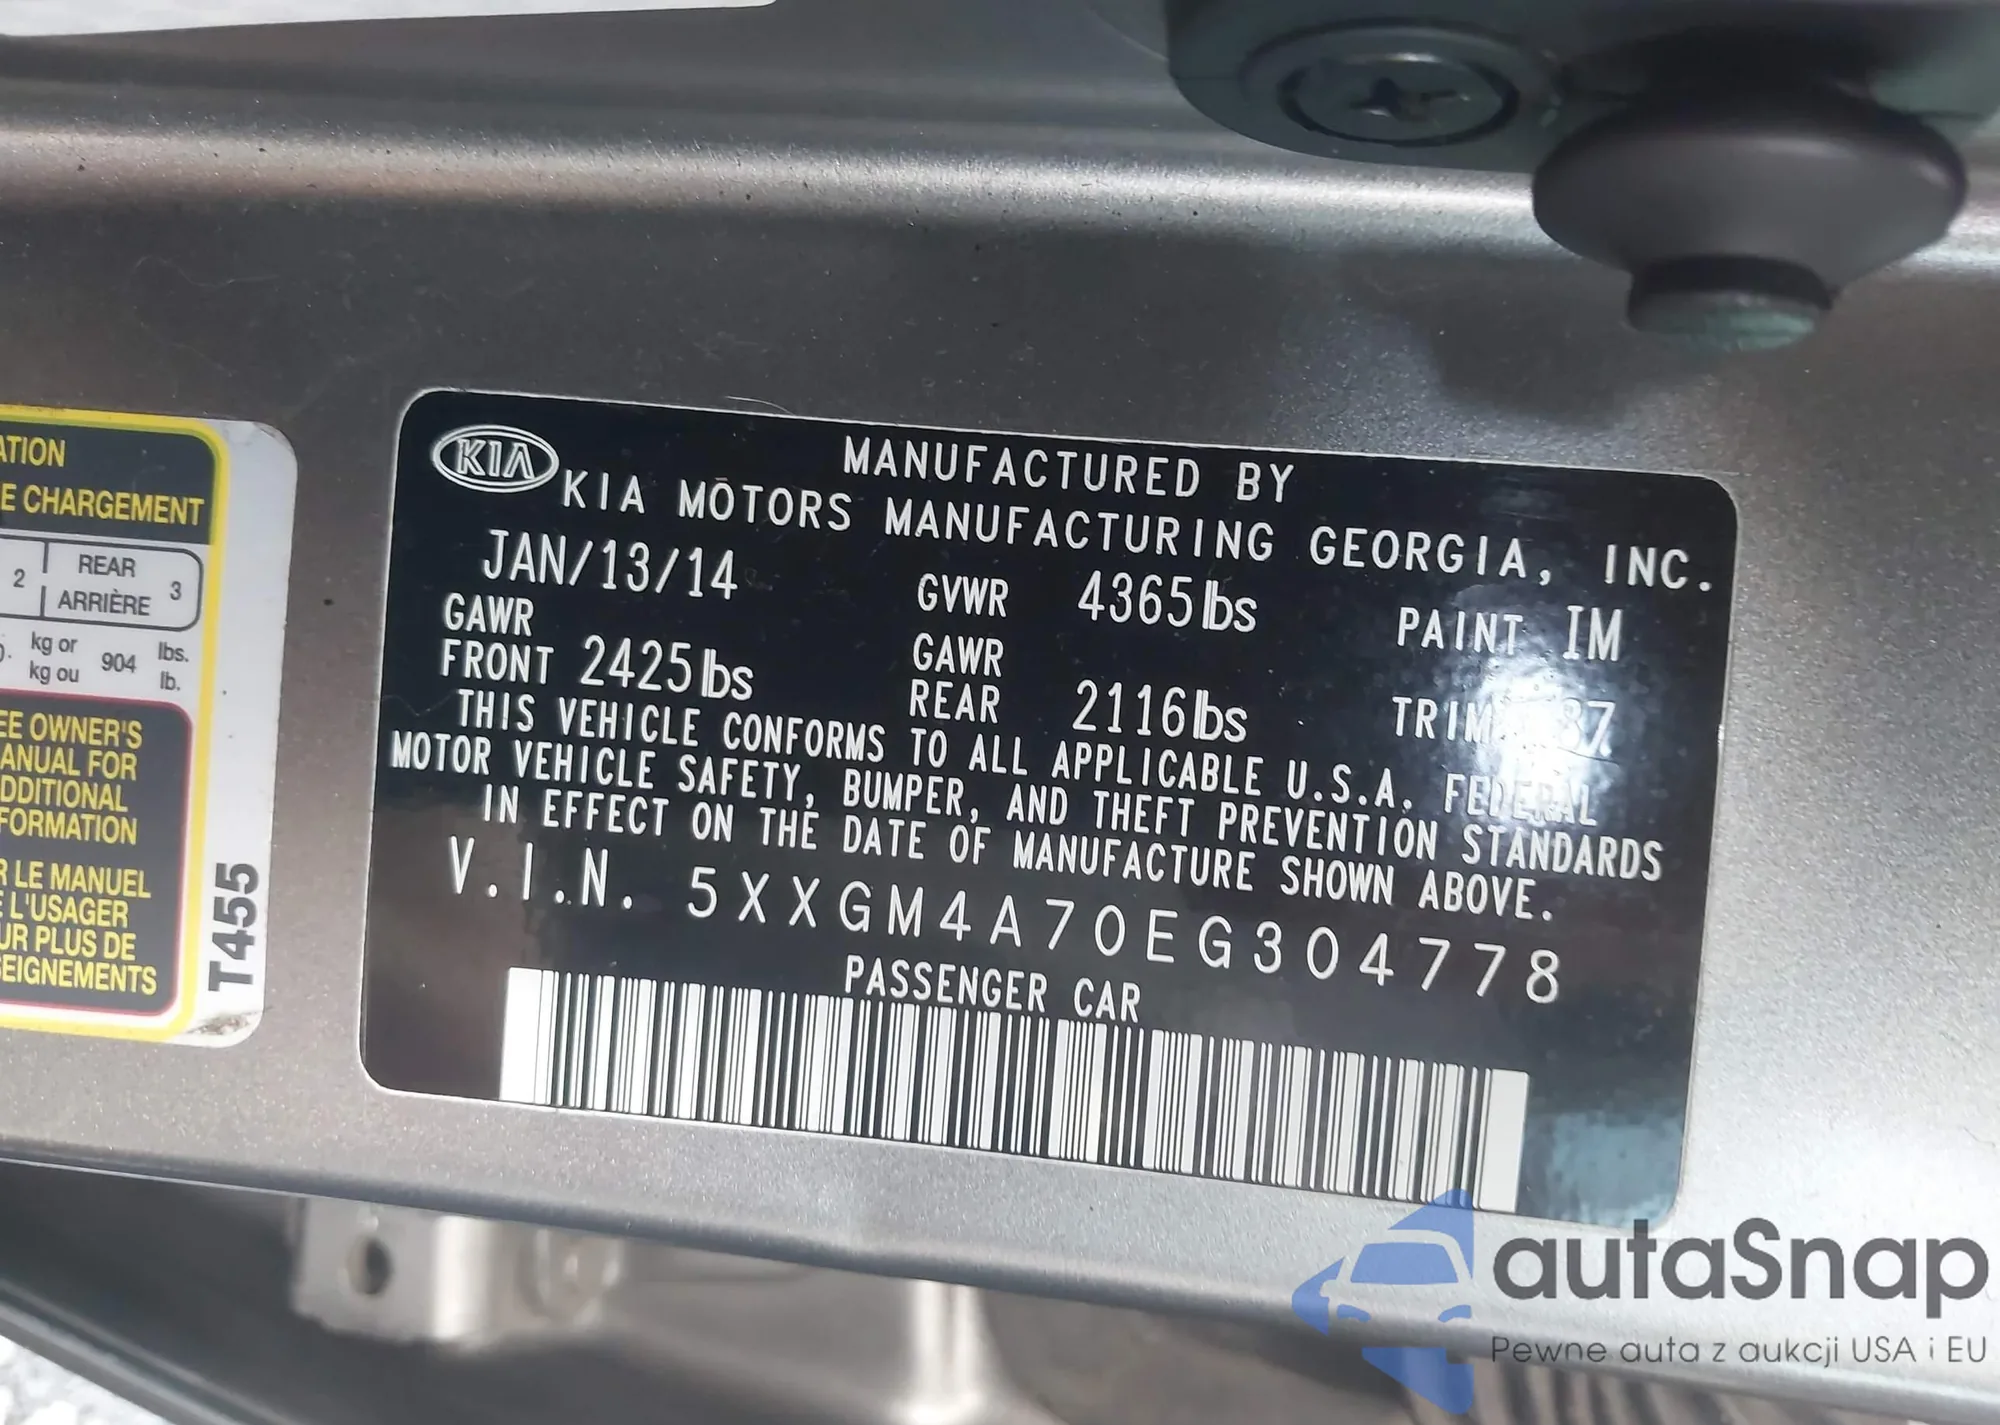 ATION
E CHARGEMENT
2 REAR 3
ARRIÈRE
kg or 904 lbs.
kg ou lb.
EE OWNER'S
ANUAL FOR
DDITIONAL
FORMATION
R LE MANUEL
L'USAGER
UR PLUS DE
SEIGNEMENTS
T455
KIA
MANUFACTURED BY
KIA MOTORS MANUFACTURING GEORGIA, INC.
JAN/13/14 GVWR 4365lbs PAINT IM
GAWR FRONT 2425lbs GAWR REAR 2116lbs TRIM 87
THIS VEHICLE CONFORMS TO ALL APPLICABLE U.S.A. FEDERAL
MOTOR VEHICLE SAFETY, BUMPER, AND THEFT PREVENTION STANDARDS
IN EFFECT ON THE DATE OF MANUFACTURE SHOWN ABOVE.
V.I.N. 5XXGM4A70EG304778
PASSENGER CAR
autaSnap
Pewne auta z aukcji USA i EU